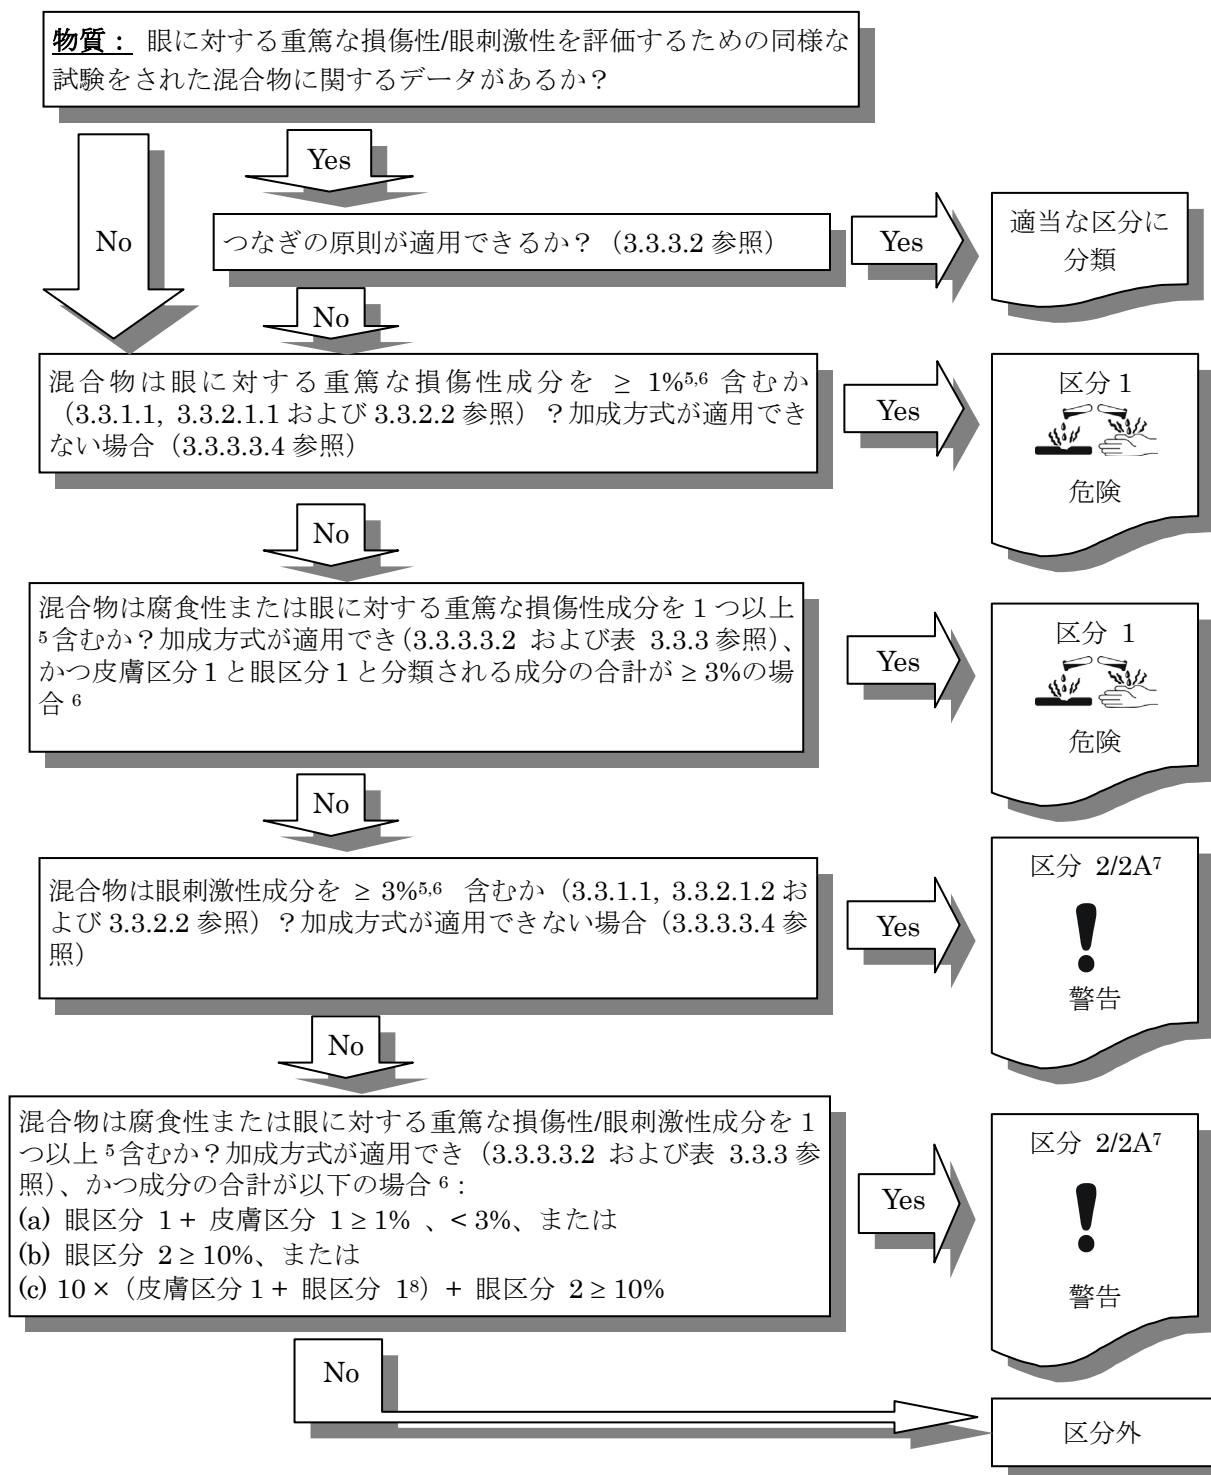 物質： 眼に対する重篤な損傷性/眼刺激性を評価するための同様な
試験をされた混合物に関するデータがあるか？
Yes
No
つなぎの原則が適用できるか？（3.3.3.2 参照）
Yes
適当な区分に
分類
No
混合物は眼に対する重篤な損傷性成分を ≥ 1%5,6 含むか
（3.3.1.1, 3.3.2.1.1 および 3.3.2.2 参照）？加成方式が適用でき
ない場合（3.3.3.3.4 参照）
Yes
区分 1
危険
No
混合物は腐食性または眼に対する重篤な損傷性成分を 1 つ以上
5 含むか？加成方式が適用でき（3.3.3.3.2 および表 3.3.3 参照）、
かつ皮膚区分 1 と眼区分 1 と分類される成分の合計が ≥ 3%の場
合 6
Yes
区分 1
危険
No
混合物は眼刺激性成分を ≥ 3%5,6 含むか（3.3.1.1, 3.3.2.1.2 お
よび 3.3.2.2 参照）？加成方式が適用できない場合（3.3.3.3.4 参
照）
Yes
区分 2/2A7
警告
No
混合物は腐食性または眼に対する重篤な損傷性/眼刺激性成分を 1
つ以上 5 含むか？加成方式が適用でき（3.3.3.3.2 および表 3.3.3 参
照）、かつ成分の合計が以下の場合 6：
(a) 眼区分 1 + 皮膚区分 1 ≥ 1% 、< 3%、または
(b) 眼区分 2 ≥ 10%、または
(c) 10 ×（皮膚区分 1 + 眼区分 18）+ 眼区分 2 ≥ 10%
Yes
区分 2/2A7
警告
No
区分外